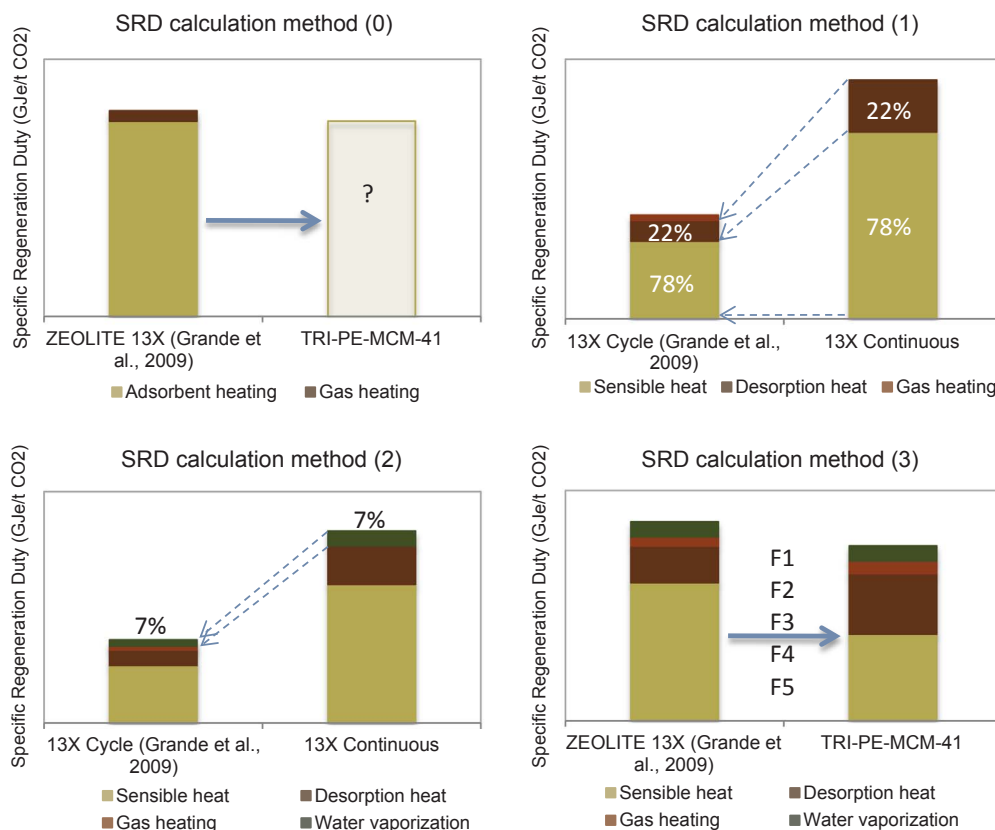 SRD calculation method (0)
Specific Regeneration Duty (GJe/t CO2)
?
ZEOLITE 13X (Grande et
al., 2009)
TRI-PE-MCM-41
Adsorbent heating
Gas heating
SRD calculation method (1)
Specific Regeneration Duty (GJe/t CO2)
22%
78%
22%
78%
13X Cycle (Grande et al.,
2009)
13X Continuous
Sensible heat
Desorption heat
Gas heating
SRD calculation method (2)
Specific Regeneration Duty (GJe/t CO2)
7%
7%
13X Cycle (Grande et al.,
2009)
13X Continuous
Sensible heat
Desorption heat
Gas heating
Water vaporization
SRD calculation method (3)
Specific Regeneration Duty (GJe/t CO2)
F1
F2
F3
F4
F5
ZEOLITE 13X (Grande et
al., 2009)
TRI-PE-MCM-41
Sensible heat
Desorption heat
Gas heating
Water vaporization